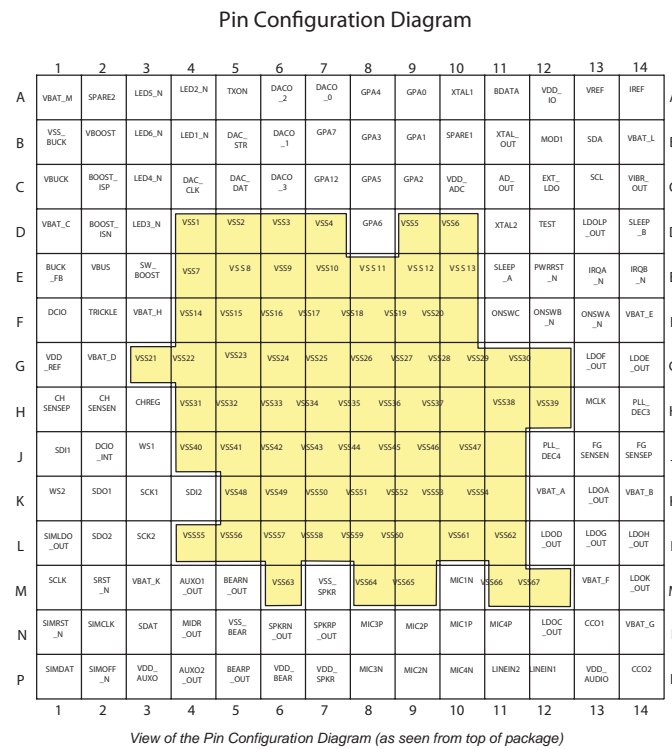 Pin Configuration Diagram
1 2 3 4 5 6 7 8 9 10 11 12 13 14
A VBAT_M SPARE2 LED5_N LED2_N TXON DACO_2 DACO_0 GPA4 GPA0 XTAL1 BDATA VDD_IO VREF IREF
B VSS_BUCK VBOOST LED6_N LED1_N DAC_STR DACO_1 GPA7 GPA3 GPA1 SPARE1 XTAL_OUT MOD1 SDA VBAT_L
C VBUCK BOOST_ISP LED4_N DAC_CLK DAC_DAT DACO_3 GPA12 GPA5 GPA2 VDD_ADC AD_OUT EXT_LDO SCL VIBR_OUT
D VBAT_C BOOST_ISN LED3_N VSS1 VSS2 VSS3 VSS4 GPA6 VSS5 VSS6 XTAL2 TEST LDOLP_OUT SLEEP_B
E BUCK_FB VBUS SW_BOOST VSS7 VSS8 VSS9 VSS10 VSS11 VSS12 VSS13 SLEEP_A PWRRST_N IRQA_N IRQB_N
F DCIO TRICKLE VBAT_H VSS14 VSS15 VSS16 VSS17 VSS18 VSS19 VSS20 ONSWC ONSWB_N ONSWA_N VBAT_E
G VDD_REF VBAT_D VSS21 VSS22 VSS23 VSS24 VSS25 VSS26 VSS27 VSS28 VSS29 VSS30 LDOF_OUT LDOE_OUT
H CH SENSEP CH SENSEN CHREG VSS31 VSS32 VSS33 VSS34 VSS35 VSS36 VSS37 VSS38 VSS39 MCLK PLL_DEC3
J SDI1 DCIO_INT WS1 VSS40 VSS41 VSS42 VSS43 VSS44 VSS45 VSS46 VSS47 PLL_DEC4 FG SENSEN FG SENSEP
K WS2 SDO1 SCK1 SDI2 VSS48 VSS49 VSS50 VSS51 VSS52 VSS53 VSS54 VBAT_A LDOA_OUT VBAT_B
L SIMLDO_OUT SDO2 SCK2 VSS55 VSS56 VSS57 VSS58 VSS59 VSS60 VSS61 VSS62 LDOD_OUT LDOG_OUT LDOH_OUT
M SCLK SRST_N VBAT_K AUXO1_OUT BEARN_OUT VSS63 VSS_SPKR VSS64 VSS65 MIC1N VSS66 VSS67 VBAT_F LDOK_OUT
N SIMRST_N SIMCLK SDAT MIDR_OUT VSS_BEAR SPKRN_OUT SPKRP_OUT MIC3P MIC2P MIC1P MIC4P LDOC_OUT CCO1 VBAT_G
P SIMDAT SIMOFF_N VDD_AUXO AUXO2_OUT BEARP_OUT VDD_BEAR VDD_SPKR MIC3N MIC2N MIC4N LINEIN2 LINEIN1 VDD_AUDIO CCO2
1 2 3 4 5 6 7 8 9 10 11 12 13 14
View of the Pin Configuration Diagram (as seen from top of package)